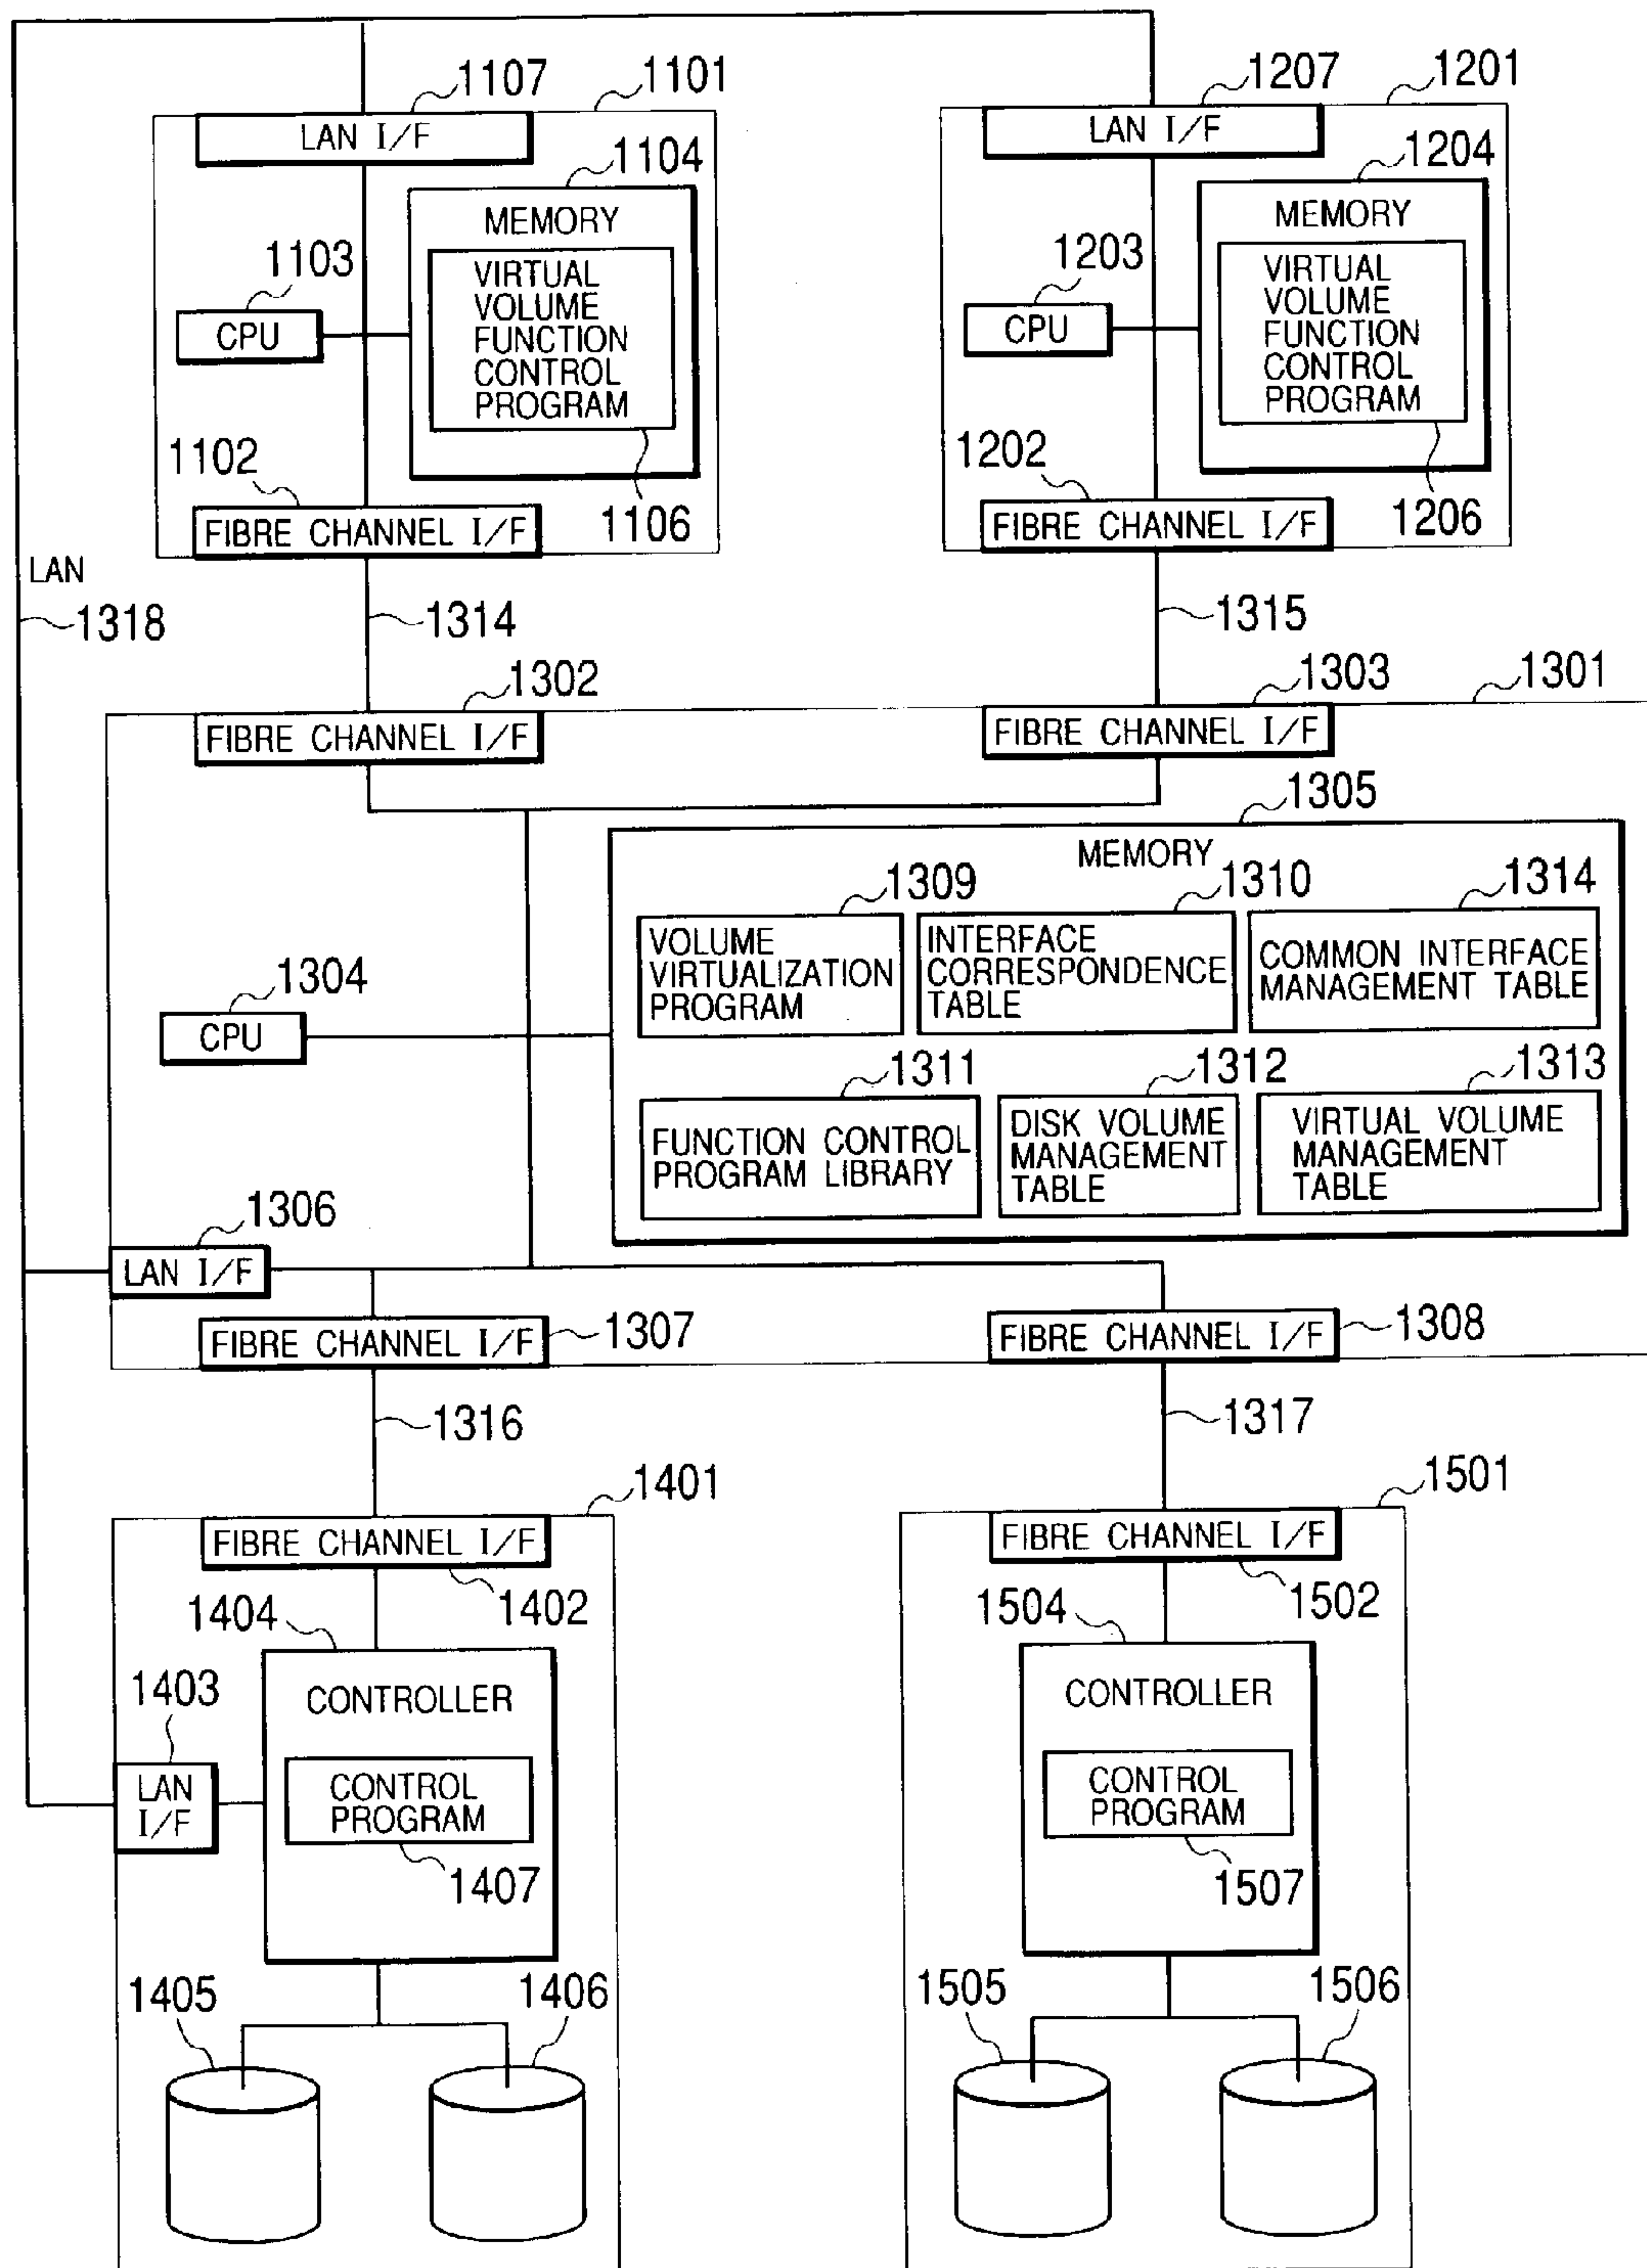 1107
1101
1207
1201
LAN I/F
LAN I/F
1104
1204
MEMORY
MEMORY
1103
1203
VIRTUAL
VOLUME
FUNCTION
CONTROL
PROGRAM
VIRTUAL
VOLUME
FUNCTION
CONTROL
PROGRAM
CPU
CPU
1102
1202
1106
1206
FIBRE CHANNEL I/F
FIBRE CHANNEL I/F
LAN
1318
1314
1315
1302
1303
1301
FIBRE CHANNEL I/F
FIBRE CHANNEL I/F
1305
MEMORY
1309
1310
1314
VOLUME
VIRTUALIZATION
PROGRAM
INTERFACE
CORRESPONDENCE
TABLE
COMMON INTERFACE
MANAGEMENT TABLE
1304
CPU
1311
1312
1313
FUNCTION CONTROL
PROGRAM LIBRARY
DISK VOLUME
MANAGEMENT
TABLE
VIRTUAL VOLUME
MANAGEMENT
TABLE
1306
LAN I/F
1307
1308
FIBRE CHANNEL I/F
FIBRE CHANNEL I/F
1316
1317
1401
1501
FIBRE CHANNEL I/F
FIBRE CHANNEL I/F
1404
1402
1504
1502
1403
CONTROLLER
CONTROLLER
LAN
I/F
CONTROL
PROGRAM
CONTROL
PROGRAM
1407
1507
1405
1406
1505
1506